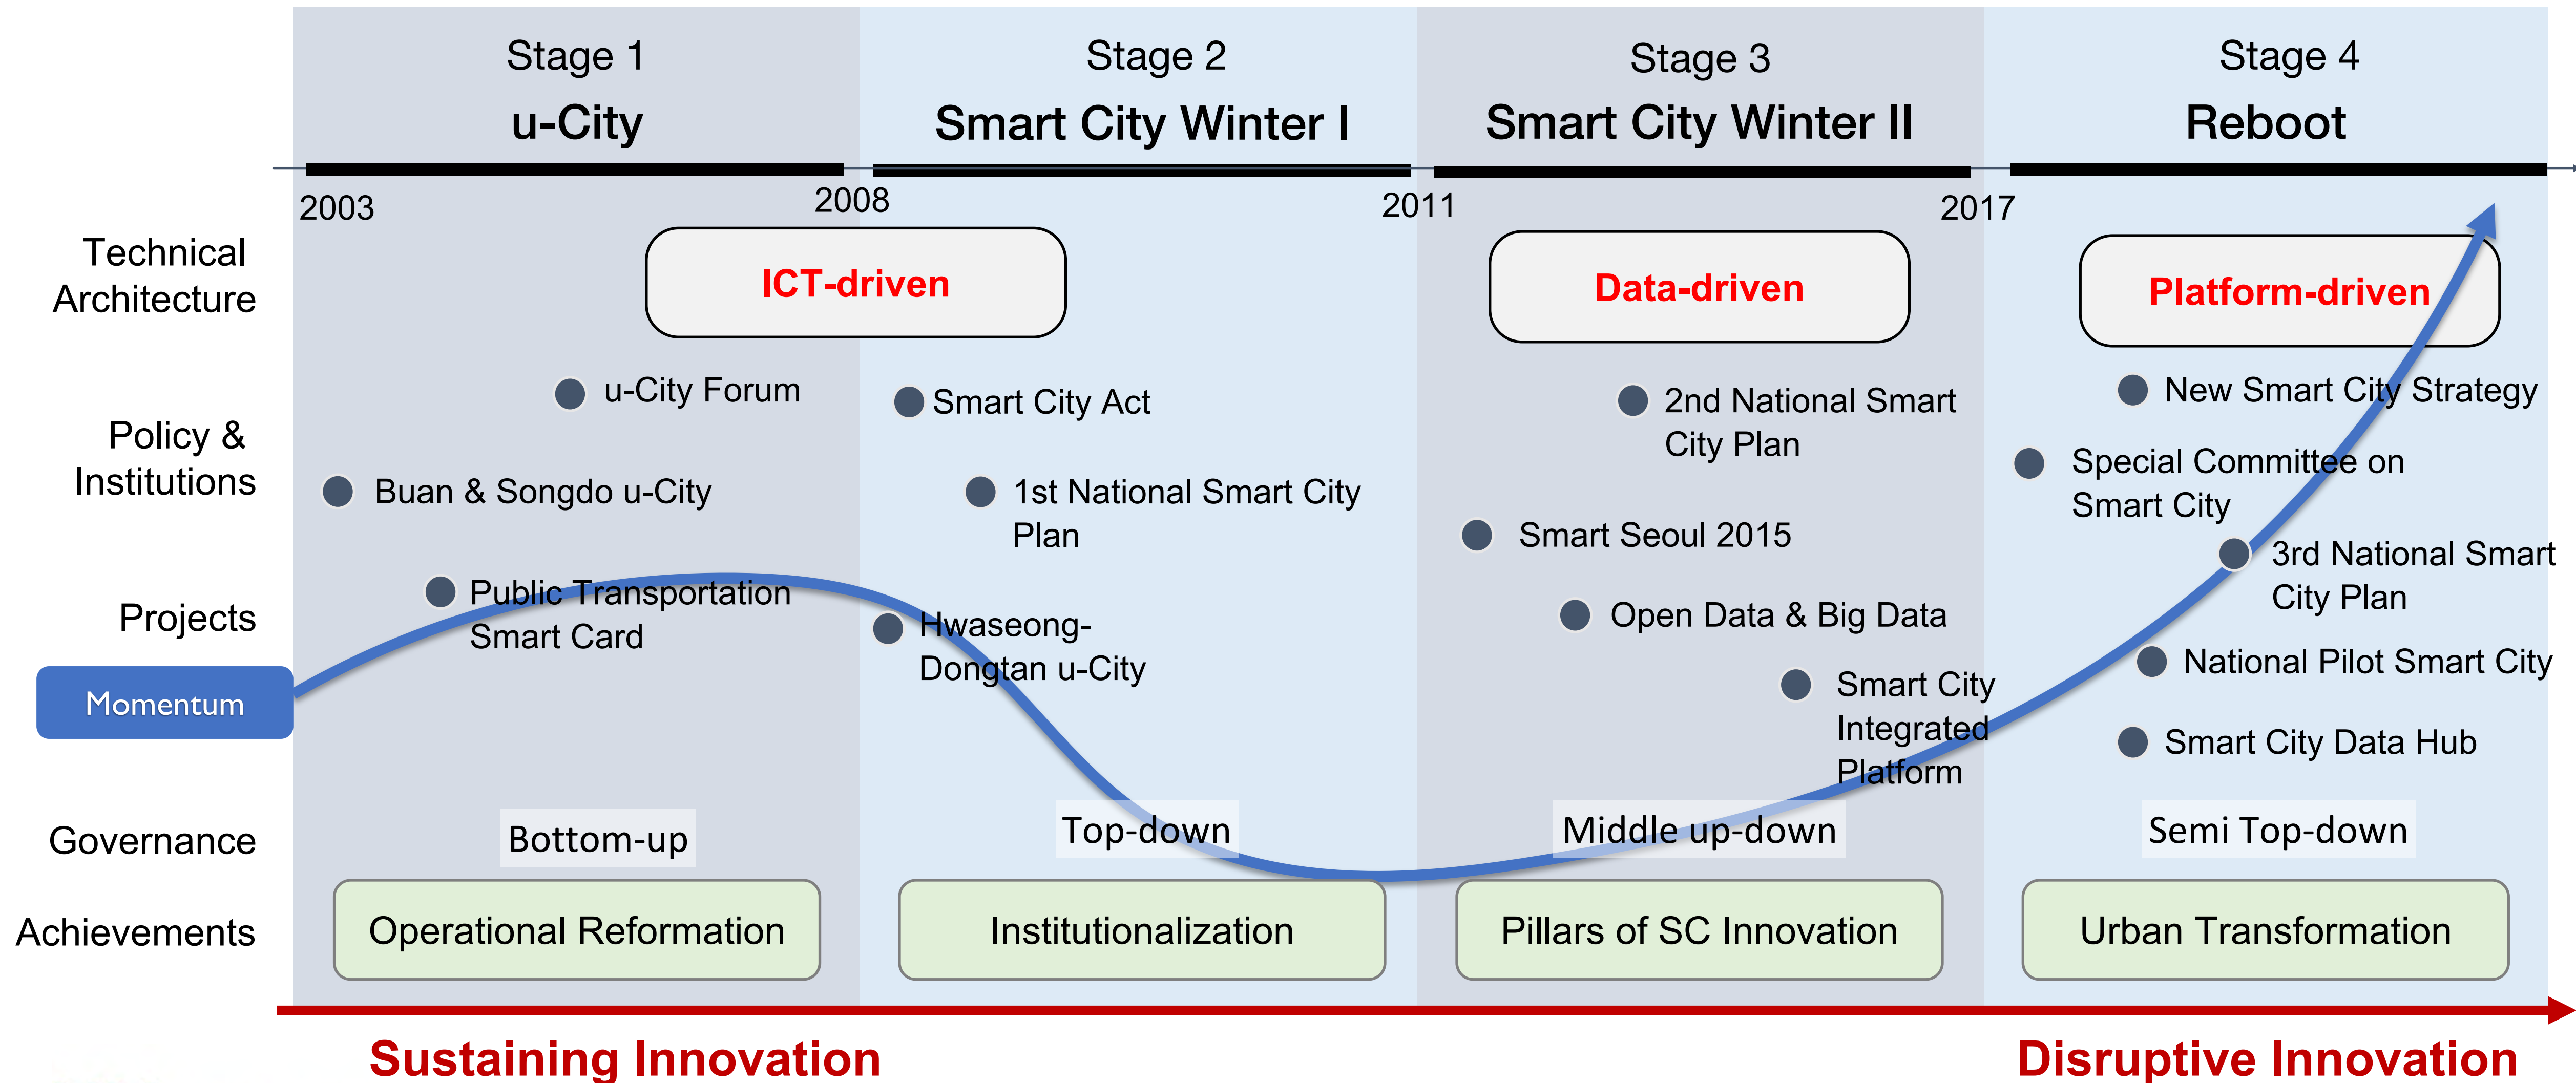 Stage 1
u-City
Stage 2
Smart City Winter I
Stage 3
Smart City Winter II
Stage 4
Reboot
2003
2008
2011
2017
Technical
Architecture
ICT-driven
Data-driven
Platform-driven
Policy &
Institutions
u-City Forum
Buan & Songdo u-City
Smart City Act
1st National Smart City
Plan
2nd National Smart
City Plan
Smart Seoul 2015
New Smart City Strategy
Special Committee on
Smart City
3rd National Smart
City Plan
Projects
Public Transportation
Smart Card
Hwaseong-
Dongtan u-City
Open Data & Big Data
Smart City
Integrated
Platform
National Pilot Smart City
Smart City Data Hub
Momentum
Governance
Bottom-up
Top-down
Middle up-down
Semi Top-down
Achievements
Operational Reformation
Institutionalization
Pillars of SC Innovation
Urban Transformation
Sustaining Innovation
Disruptive Innovation